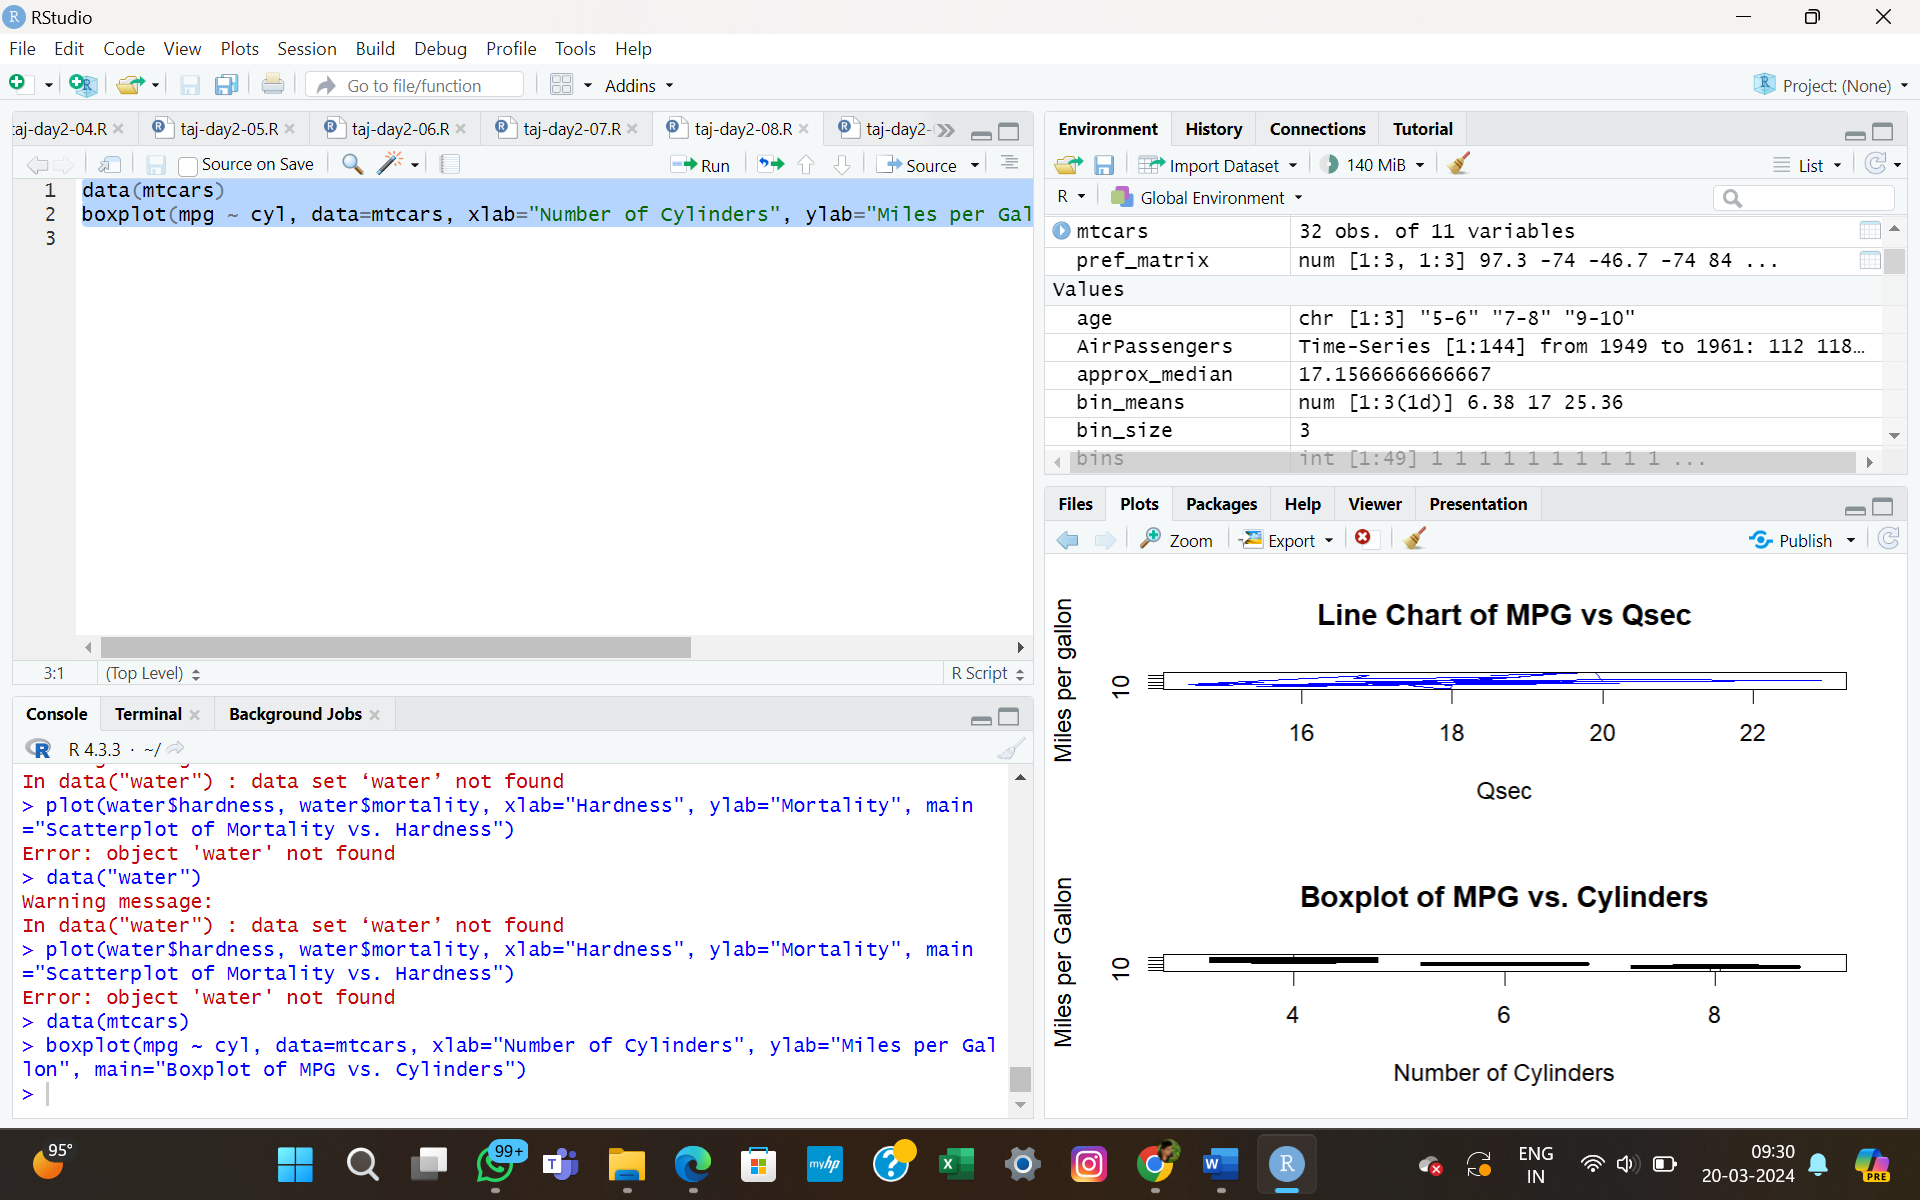 RStudio
File Edit Code View Plots Session Build Debug Profile Tools Help
Go to file/function Addins Project: (None)
taj-day2-04.R taj-day2-05.R taj-day2-06.R taj-day2-07.R taj-day2-08.R taj-day2-
Source on Save Run Source
1 data(mtcars)
2 boxplot(mpg ~ cyl, data=mtcars, xlab="Number of Cylinders", ylab="Miles per Gal
3
3:1 (Top Level) R Script
Console Terminal Background Jobs
R 4.3.3 · ~/
In data("water") : data set ‘water’ not found
> plot(water$hardness, water$mortality, xlab="Hardness", ylab="Mortality", main
="Scatterplot of Mortality vs. Hardness")
Error: object 'water' not found
> data("water")
Warning message:
In data("water") : data set ‘water’ not found
> plot(water$hardness, water$mortality, xlab="Hardness", ylab="Mortality", main
="Scatterplot of Mortality vs. Hardness")
Error: object 'water' not found
> data(mtcars)
> boxplot(mpg ~ cyl, data=mtcars, xlab="Number of Cylinders", ylab="Miles per Gal
lon", main="Boxplot of MPG vs. Cylinders")
>
Environment History Connections Tutorial
Import Dataset 140 MiB List
R Global Environment
mtcars 32 obs. of 11 variables
pref_matrix num [1:3, 1:3] 97.3 -74 -46.7 -74 84 ...
Values
age chr [1:3] "5-6" "7-8" "9-10"
AirPassengers Time-Series [1:144] from 1949 to 1961: 112 118…
approx_median 17.1566666666667
bin_means num [1:3(1d)] 6.38 17 25.36
bin_size 3
bins int [1:49] 1 1 1 1 1 1 1 1 1 1 ...
Files Plots Packages Help Viewer Presentation
Zoom Export Publish
Line Chart of MPG vs Qsec
Miles per gallon
10
16 18 20 22
Qsec
Boxplot of MPG vs. Cylinders
Miles per Gallon
10
4 6 8
Number of Cylinders
95°
99+
myhp
ENG
IN
09:30
20-03-2024
PRE